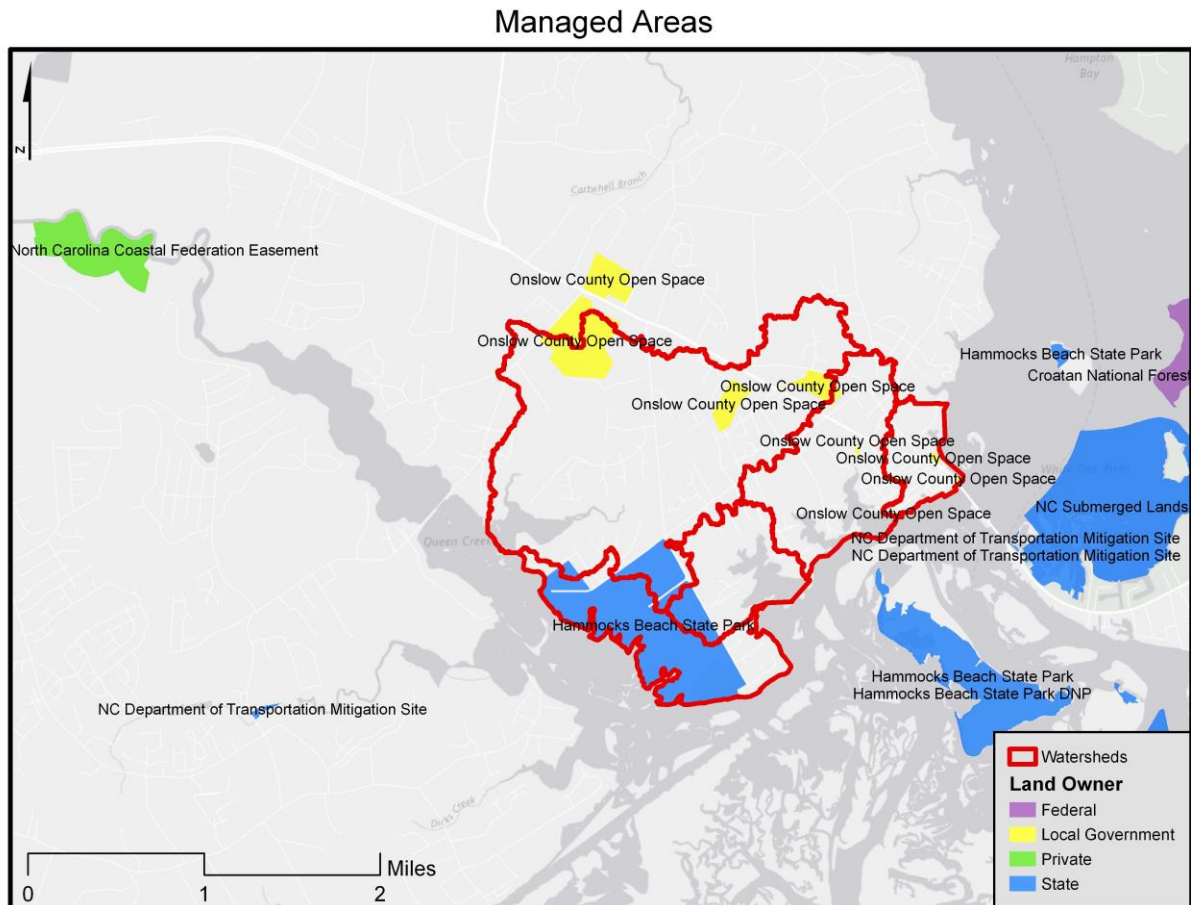 Managed Areas
Hampton
Bay
Z
Cartwhell Branch
North Carolina Coastal Federation Easement
Onslow County Open Space
Onslow County Open Space
Hammocks Beach State Park
Croatan National Forest
Onslow County Open Space
Onslow County Open Space
Onslow County Open Space
Onslow County Open Space
White Oak River
Onslow County Open Space
NC Submerged Lands
Onslow County Open Space
Queen Creek
NC Department of Transportation Mitigation Site
NC Department of Transportation Mitigation Site
Hammocks Beach State Park
Hammocks Beach State Park
Hammocks Beach State Park DNP
NC Department of Transportation Mitigation Site
Dicks Creek
Watersheds
Land Owner
Federal
Local Government
Private
State
Miles
0 1 2